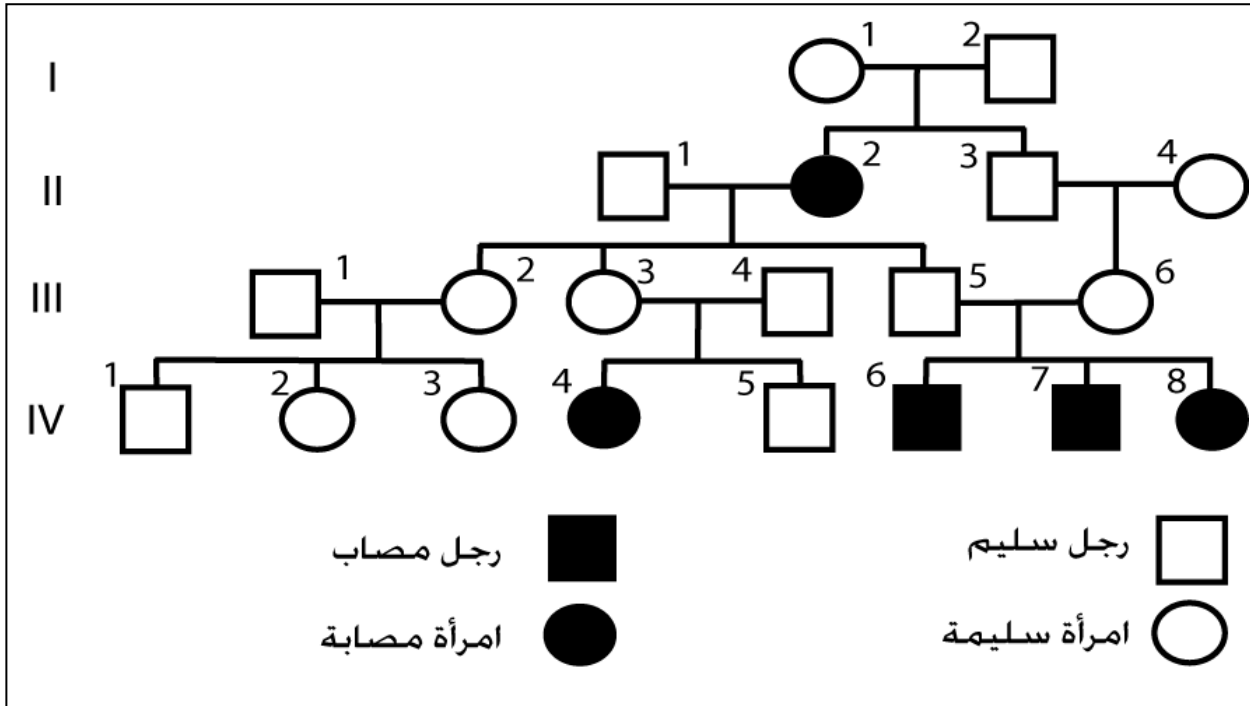 I
1 2
II
1 2 3 4
III
1 2 3 4 5 6
IV
1 2 3 4 5 6 7 8
رجل سليم
رجل مصاب
امرأة سليمة
امرأة مصابة